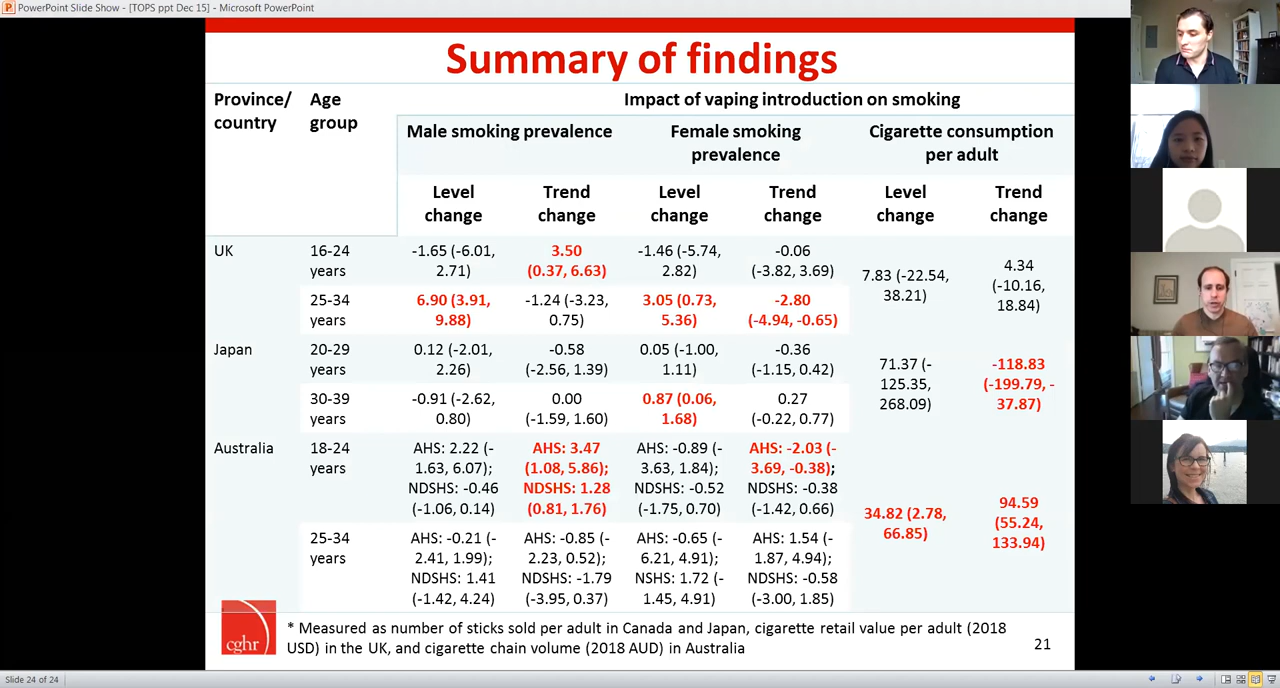 PowerPoint Slide Show - [TOPS ppt Dec 15] - Microsoft PowerPoint
Summary of findings
Province/
country
Age
group
Impact of vaping introduction on smoking
Male smoking prevalence
Female smoking
prevalence
Cigarette consumption
per adult
Level
change
Trend
change
Level
change
Trend
change
Level
change
Trend
change
UK
16-24
years
-1.65 (-6.01,
2.71)
3.50
(0.37, 6.63)
-1.46 (-5.74,
2.82)
-0.06
(-3.82, 3.69)
7.83 (-22.54,
38.21)
4.34
(-10.16,
18.84)
25-34
years
6.90 (3.91,
9.88)
-1.24 (-3.23,
0.75)
3.05 (0.73,
5.36)
-2.80
(-4.94, -0.65)
Japan
20-29
years
0.12 (-2.01,
2.26)
-0.58
(-2.56, 1.39)
0.05 (-1.00,
1.11)
-0.36
(-1.15, 0.42)
71.37 (-
125.35,
268.09)
-118.83
(-199.79, -
37.87)
30-39
years
-0.91 (-2.62,
0.80)
0.00
(-1.59, 1.60)
0.87 (0.06,
1.68)
0.27
(-0.22, 0.77)
Australia
18-24
years
AHS: 2.22 (-
1.63, 6.07);
NDSHS: -0.46
(-1.06, 0.14)
AHS: 3.47
(1.08, 5.86);
NDSHS: 1.28
(0.81, 1.76)
AHS: -0.89 (-
3.63, 1.84);
NDSHS: -0.52
(-1.75, 0.70)
AHS: -2.03 (-
3.69, -0.38);
NDSHS: -0.38
(-1.42, 0.66)
34.82 (2.78,
66.85)
94.59
(55.24,
133.94)
25-34
years
AHS: -0.21 (-
2.41, 1.99);
NDSHS: 1.41
(-1.42, 4.24)
AHS: -0.85 (-
2.23, 0.52);
NDSHS: -1.79
(-3.95, 0.37)
AHS: -0.65 (-
6.21, 4.91);
NSHS: 1.72 (-
1.45, 4.91)
AHS: 1.54 (-
1.87, 4.94);
NDSHS: -0.58
(-3.00, 1.85)
cghr
* Measured as number of sticks sold per adult in Canada and Japan, cigarette retail value per adult (2018
USD) in the UK, and cigarette chain volume (2018 AUD) in Australia
21
Slide 24 of 24